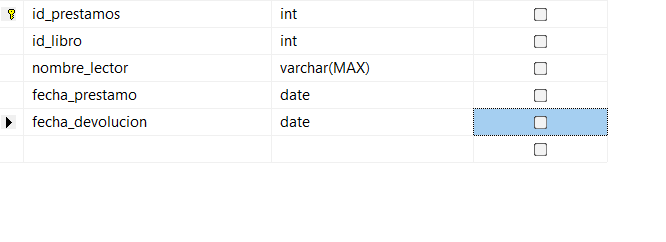 id_prestamos int
id_libro int
nombre_lector varchar(MAX)
fecha_prestamo date
fecha_devolucion date